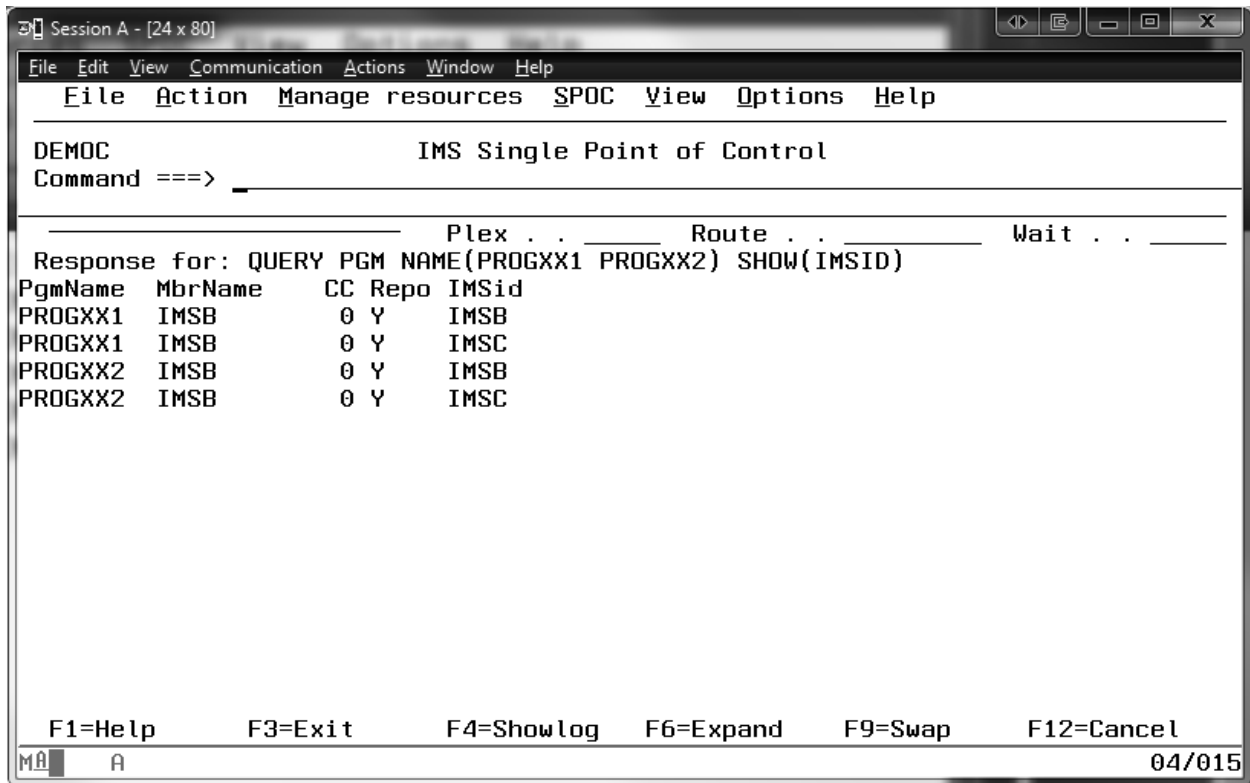 Session A - [24 x 80]
File Edit View Communication Actions Window Help
File Action Manage resources SPOC View Options Help
DEMOC IMS Single Point of Control
Command ===> _
Plex . . ______ Route . . _________ Wait . . _____
Response for: QUERY PGM NAME(PROGXX1 PROGXX2) SHOW(IMSID)
PgmName MbrName CC Repo IMSid
PROGXX1 IMSB 0 Y IMSB
PROGXX1 IMSB 0 Y IMSC
PROGXX2 IMSB 0 Y IMSB
PROGXX2 IMSB 0 Y IMSC
F1=Help F3=Exit F4=Showlog F6=Expand F9=Swap F12=Cancel
MA A 04/015